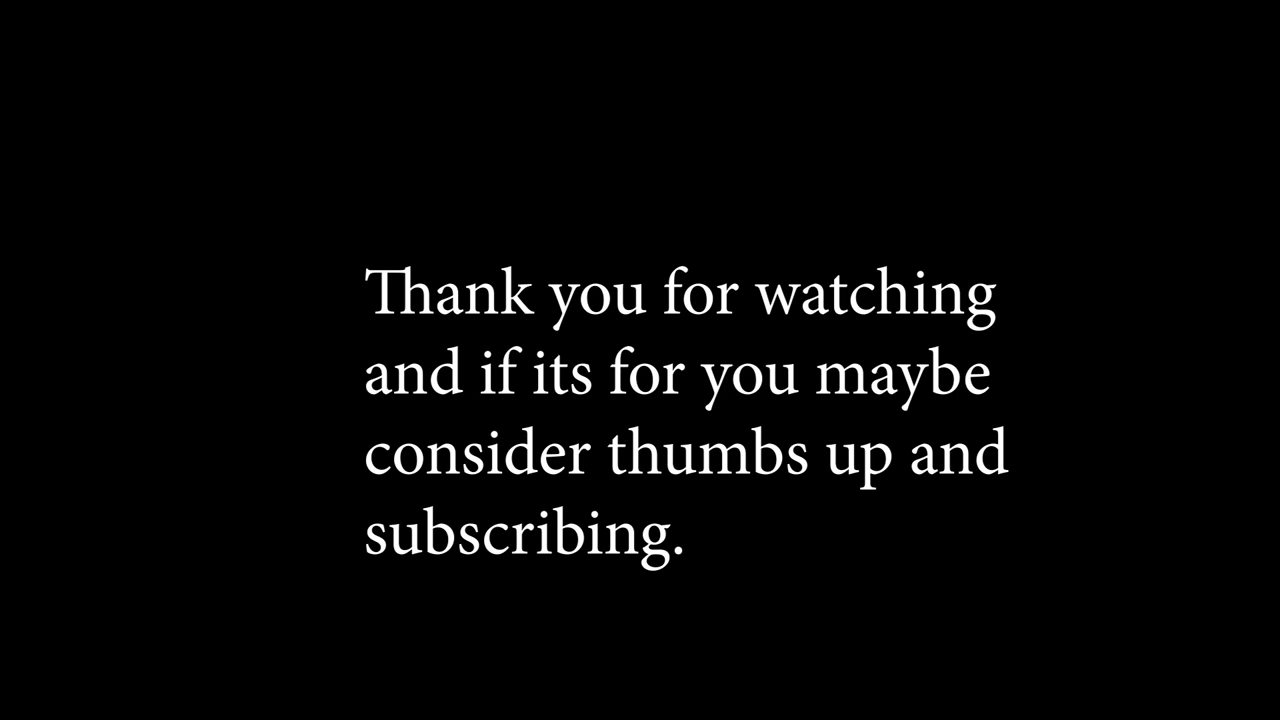 Thank you for watching
and if its for you maybe
consider thumbs up and
subscribing.